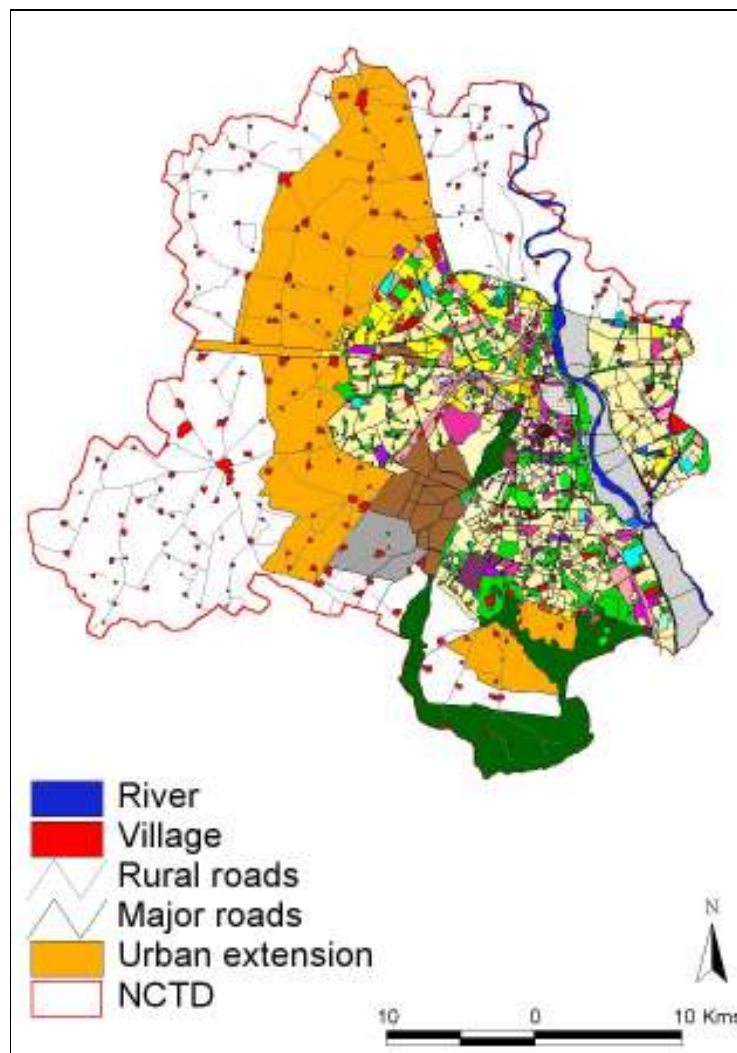 River
Village
Rural roads
Major roads
Urban extension
NCTD
N
10 0 10 Kms